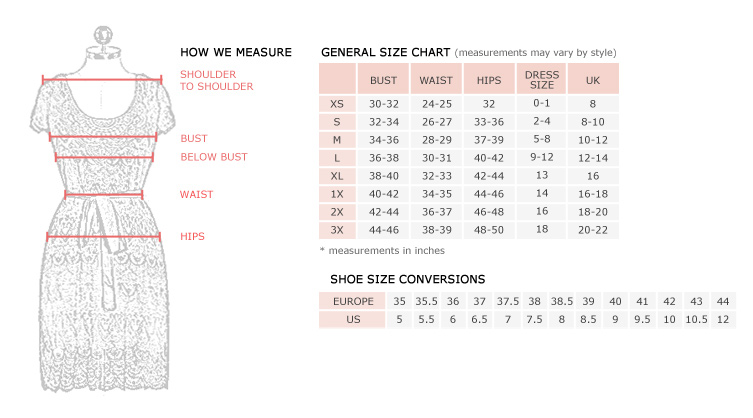 HOW WE MEASURE
SHOULDER
TO SHOULDER
BUST
BELOW BUST
WAIST
HIPS
GENERAL SIZE CHART (measurements may vary by style)
BUST WAIST HIPS DRESS SIZE UK
XS 30-32 24-25 32 0-1 8
S 32-34 26-27 33-36 2-4 8-10
M 34-36 28-29 37-39 5-8 10-12
L 36-38 30-31 40-42 9-12 12-14
XL 38-40 32-33 42-44 13 16
1X 40-42 34-35 44-46 14 16-18
2X 42-44 36-37 46-48 16 18-20
3X 44-46 38-39 48-50 18 20-22
* measurements in inches
SHOE SIZE CONVERSIONS
EUROPE 35 35.5 36 37 37.5 38 38.5 39 40 41 42 43 44
US 5 5.5 6 6.5 7 7.5 8 8.5 9 9.5 10 10.5 12